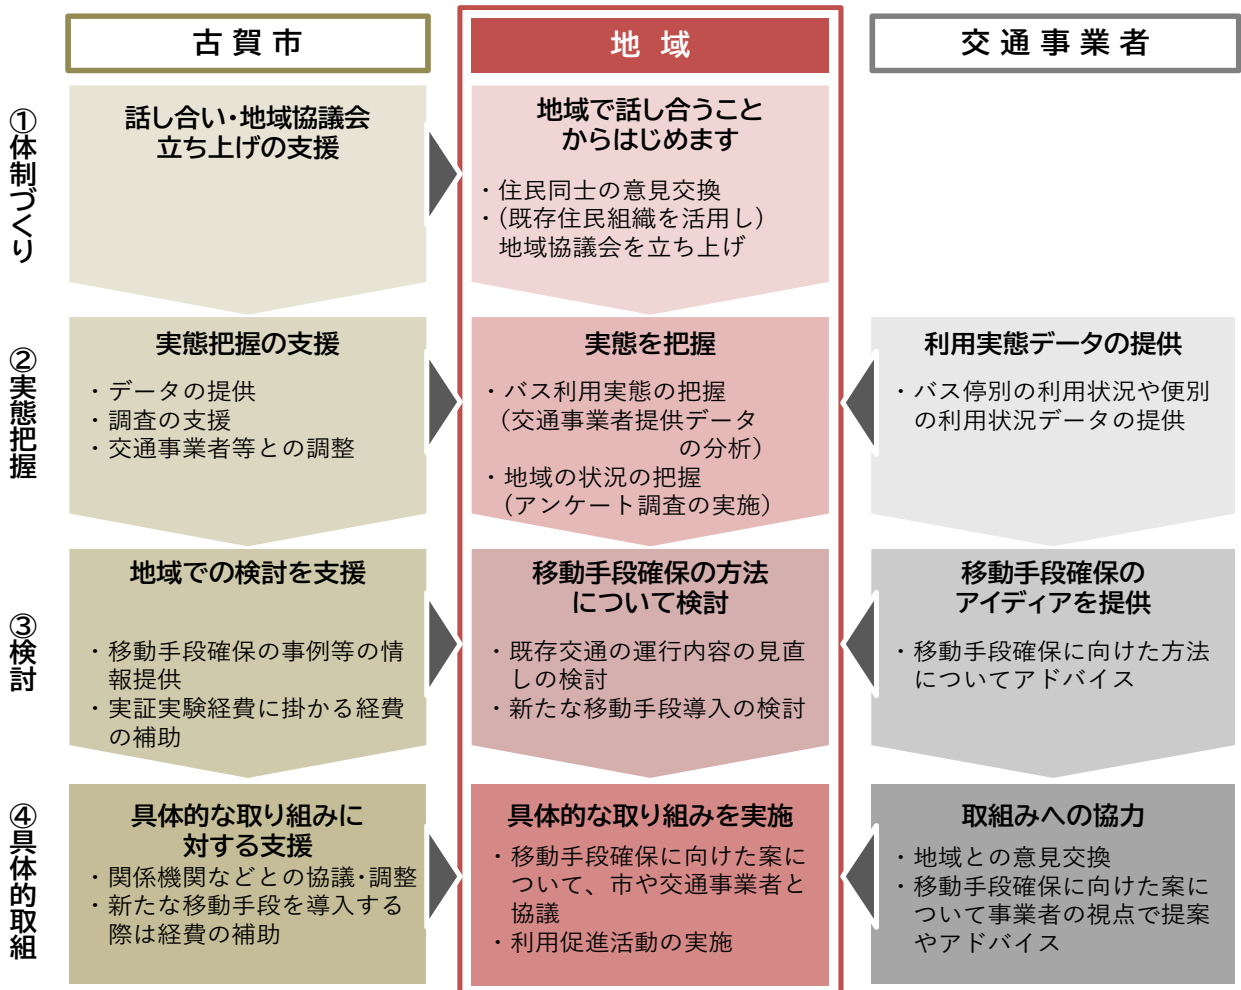 古賀市
地域
交通事業者
①体制づくり
話し合い・地域協議会
立ち上げの支援
地域で話し合うこと
からはじめます
・住民同士の意見交換
・(既存住民組織を活用し)
地域協議会を立ち上げ
②実態把握
実態把握の支援
・データの提供
・調査の支援
・交通事業者等との調整
実態を把握
・バス利用実態の把握
(交通事業者提供データ
の分析)
・地域の状況の把握
(アンケート調査の実施)
利用実態データの提供
・バス停別の利用状況や便別
の利用状況データの提供
③検討
地域での検討を支援
・移動手段確保の事例等の情
報提供
・実証実験経費に掛かる経費
の補助
移動手段確保の方法
について検討
・既存交通の運行内容の見直
しの検討
・新たな移動手段導入の検討
移動手段確保の
アイディアを提供
・移動手段確保に向けた方法
についてアドバイス
④具体的取組
具体的な取り組みに
対する支援
・関係機関などとの協議・調整
・新たな移動手段を導入する
際は経費の補助
具体的な取り組みを実施
・移動手段確保に向けた案に
ついて、市や交通事業者と
協議
・利用促進活動の実施
取組みへの協力
・地域との意見交換
・移動手段確保に向けた案に
ついて事業者の視点で提案
やアドバイス